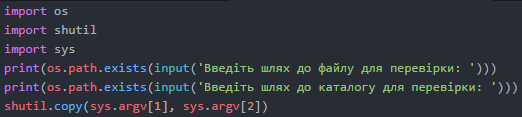 import os
import shutil
import sys
print(os.path.exists(input('Введіть шлях до файлу для перевірки: ')))
print(os.path.exists(input('Введіть шлях до каталогу для перевірки: ')))
shutil.copy(sys.argv[1], sys.argv[2])